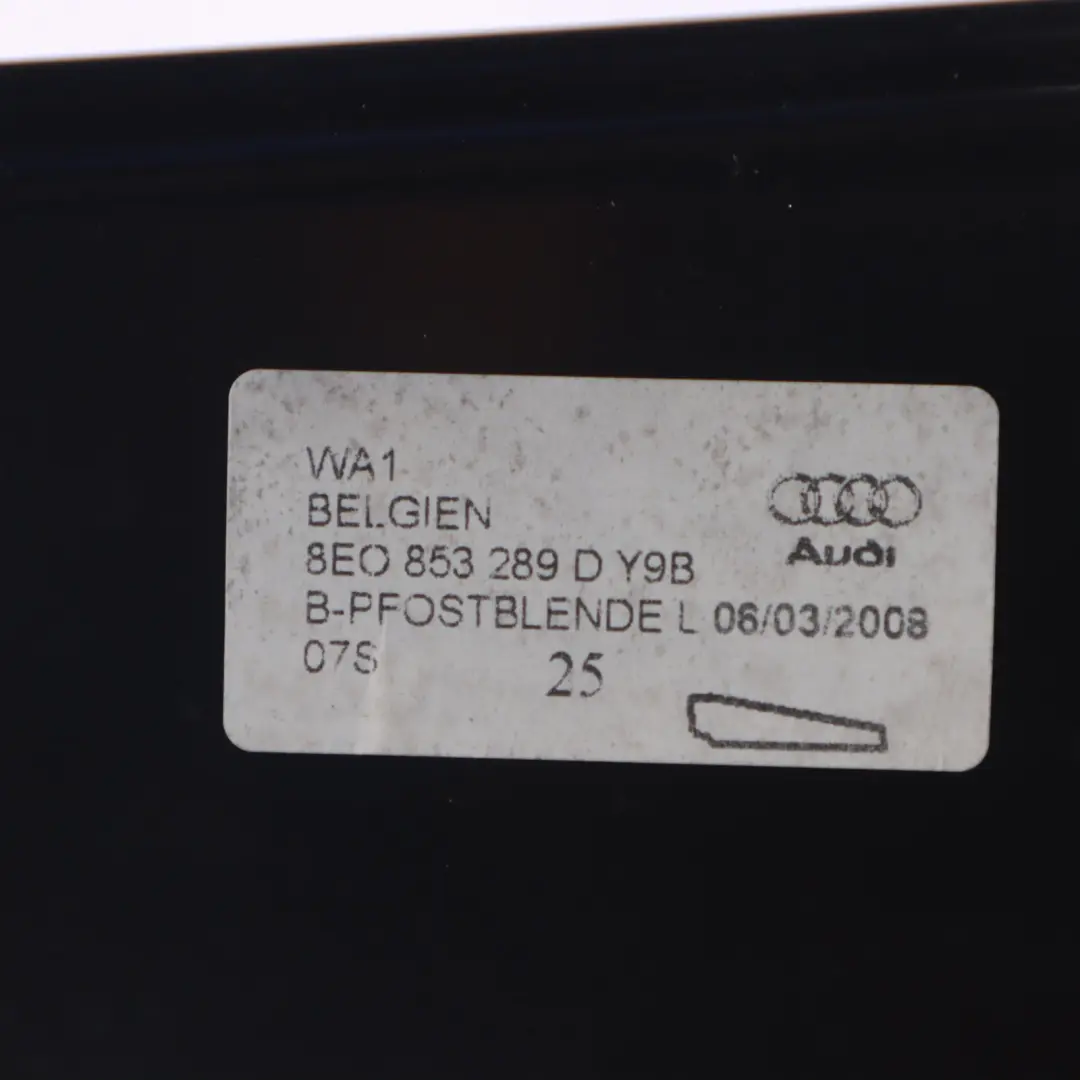 WA1
BELGIEN
8E0 853 289 D Y9B
B-PFOSTBLENDE L 06/03/2008
07S 25
Audi